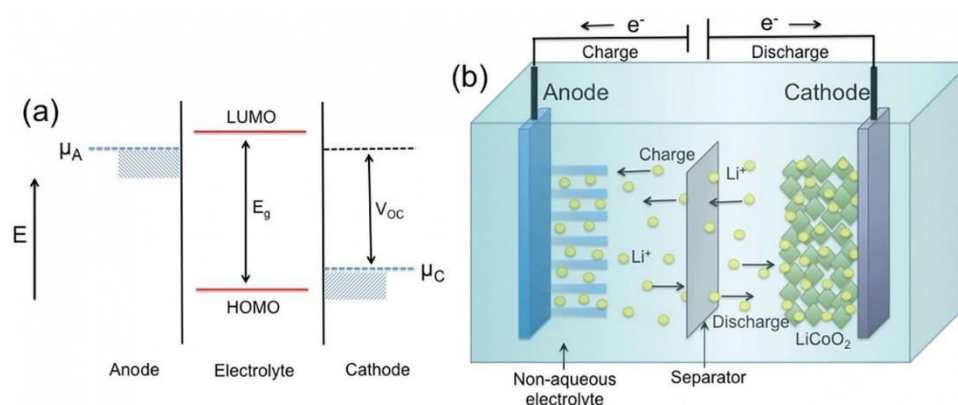 (a)
LUMO
μA
E
Eg
VOC
μC
HOMO
Anode
Electrolyte
Cathode
e-
e-
Charge
Discharge
(b)
Anode
Cathode
Charge
Li+
Li+
Discharge
LiCoO2
Non-aqueous
electrolyte
Separator